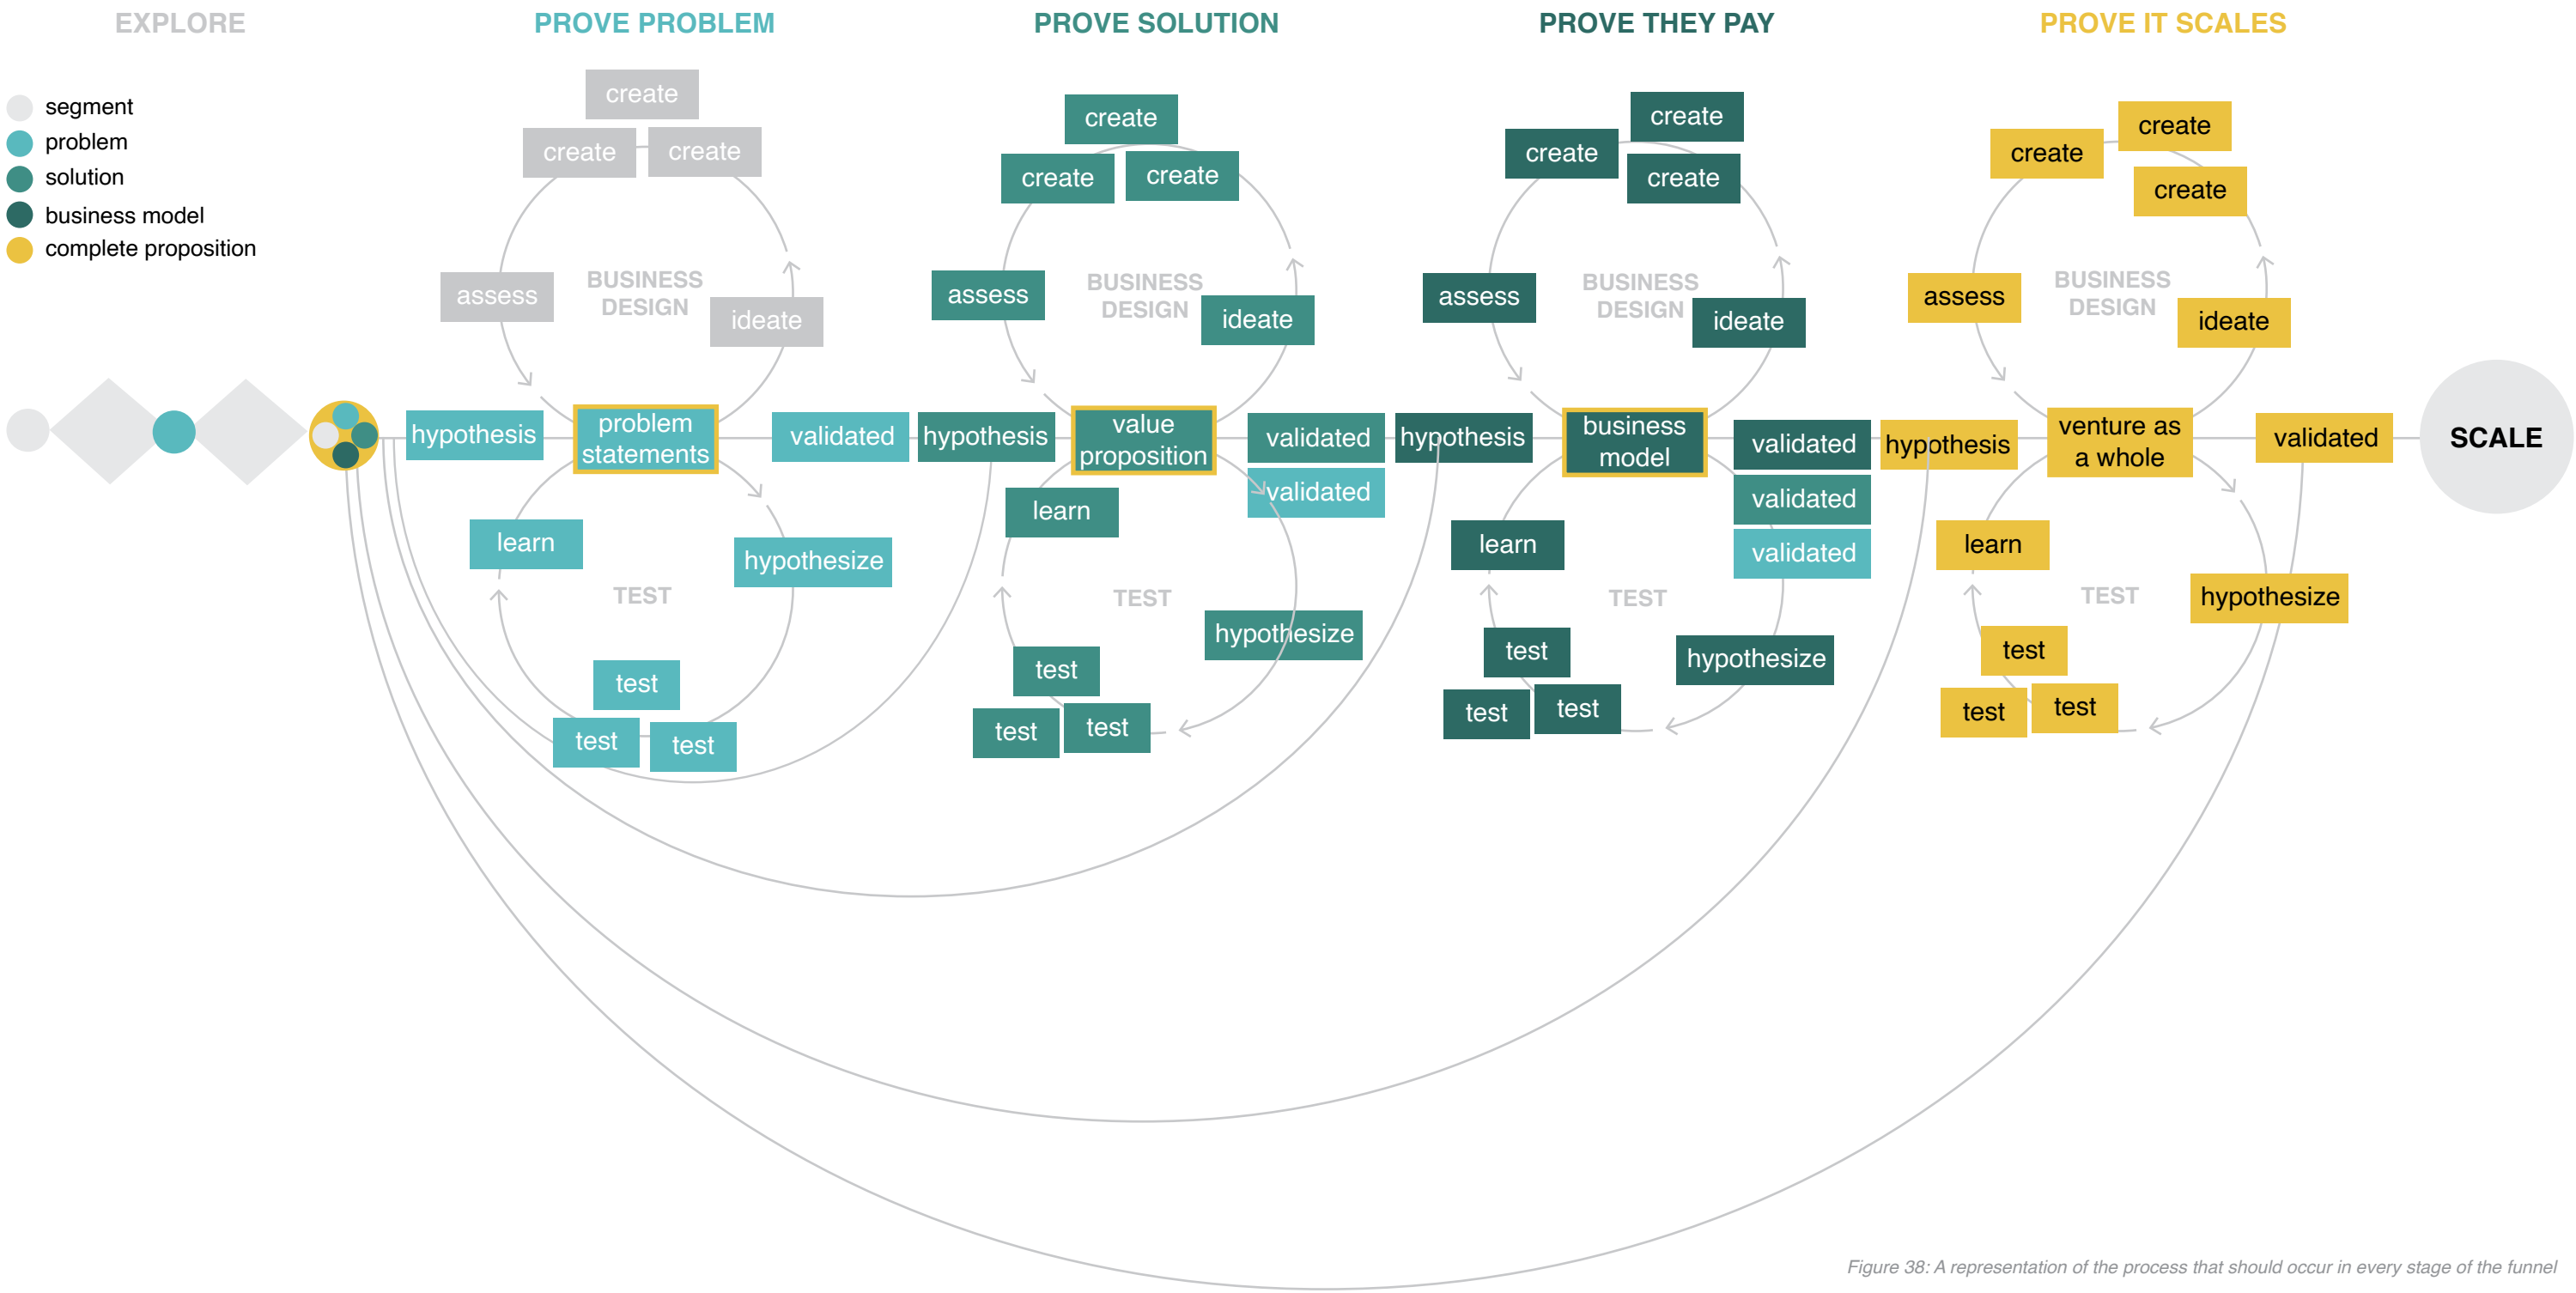 EXPLORE
PROVE PROBLEM
PROVE SOLUTION
PROVE THEY PAY
PROVE IT SCALES
segment
problem
solution
business model
complete proposition
create
create
create
assess
BUSINESS
DESIGN
ideate
hypothesis
problem
statements
validated
learn
hypothesize
TEST
test
test
test
create
create
create
assess
BUSINESS
DESIGN
ideate
hypothesis
value
proposition
validated
validated
learn
TEST
hypothesize
test
test
test
create
create
create
assess
BUSINESS
DESIGN
ideate
hypothesis
business
model
validated
validated
validated
learn
TEST
hypothesize
test
test
test
create
create
create
assess
BUSINESS
DESIGN
ideate
hypothesis
venture as
a whole
validated
learn
TEST
hypothesize
test
test
test
SCALE
Figure 38: A representation of the process that should occur in every stage of the funnel